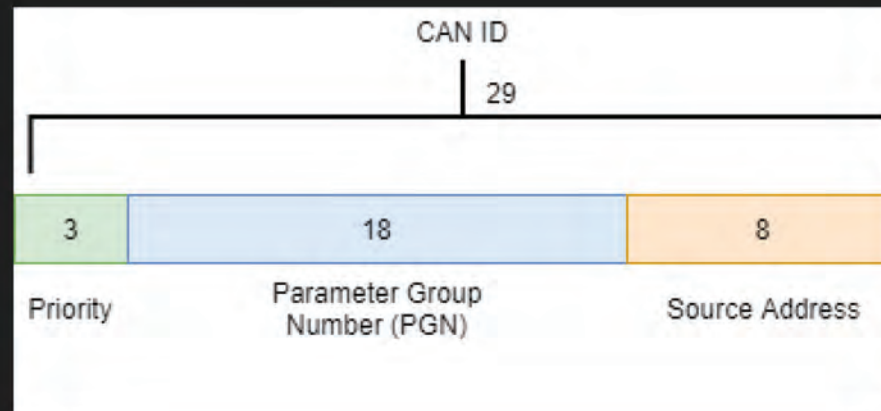 CAN ID
29
3
18
8
Priority
Parameter Group
Number (PGN)
Source Address